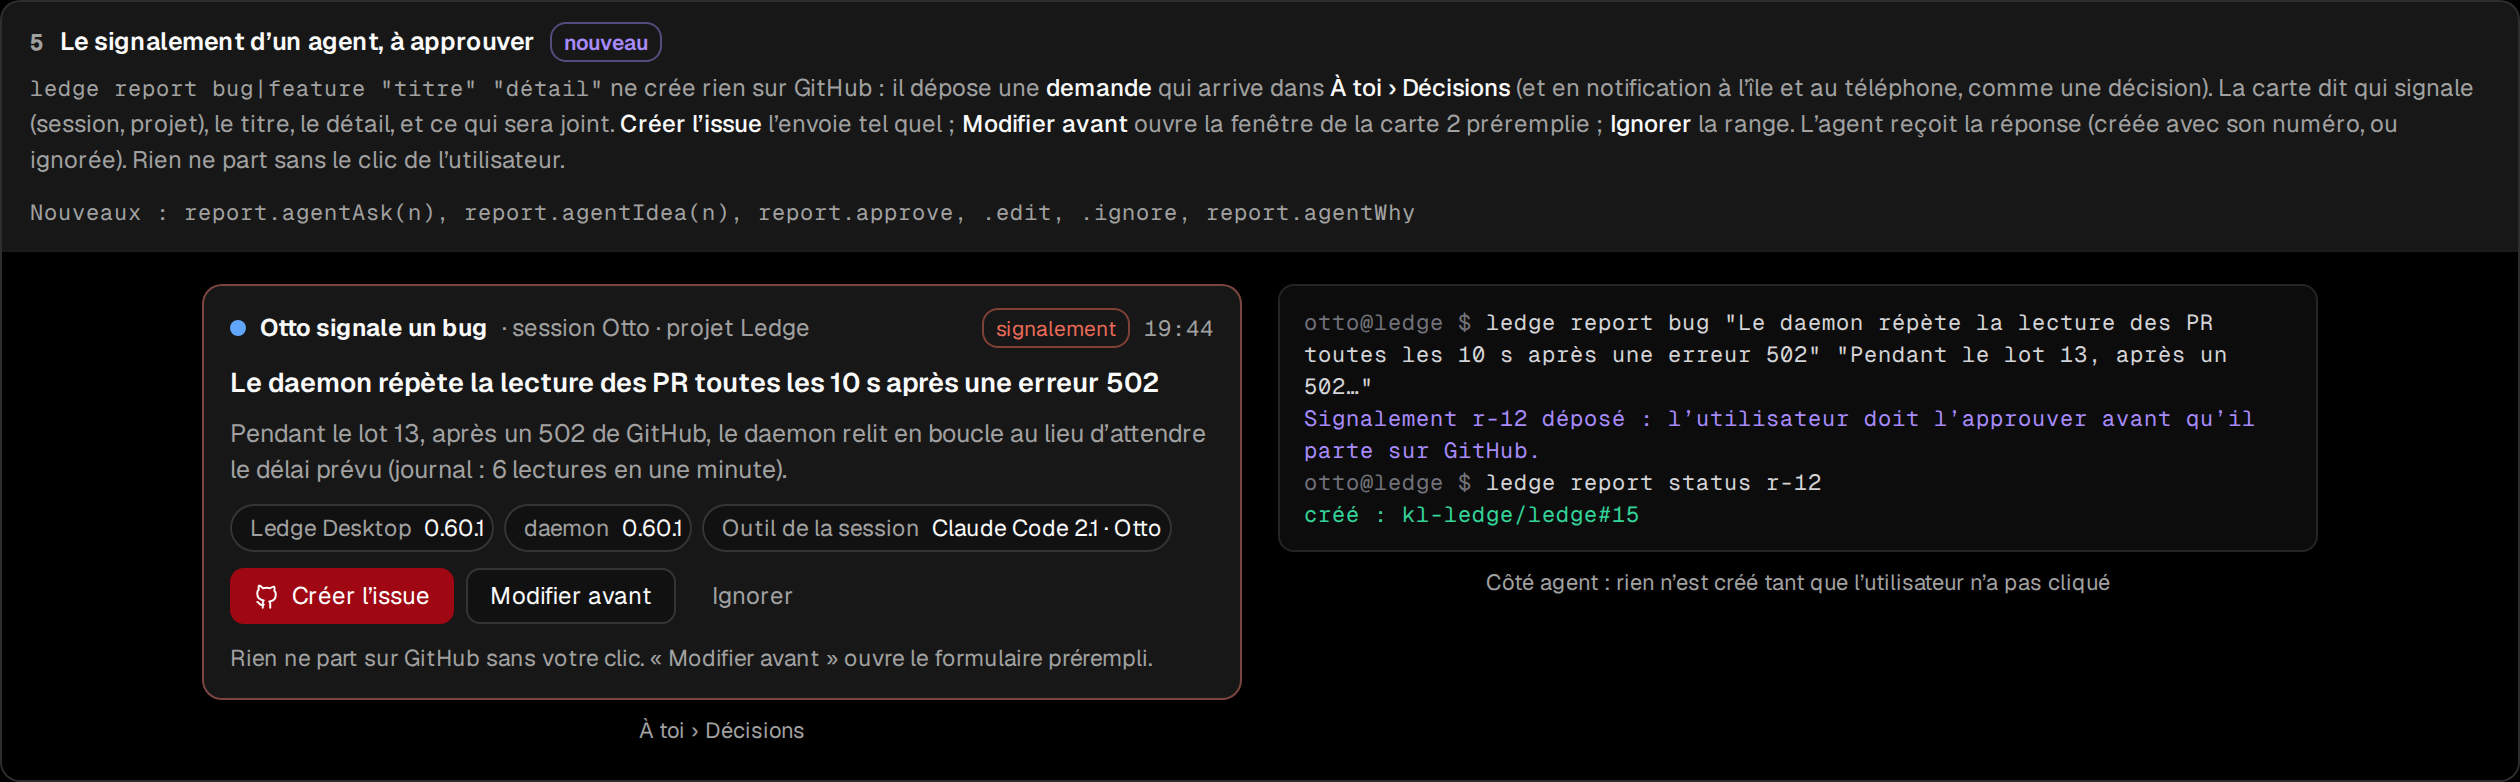 5 Le signalement d’un agent, à approuver nouveau
ledge report bug|feature "titre" "détail" ne crée rien sur GitHub : il dépose une demande qui arrive dans À toi › Décisions (et en notification à l’île et au téléphone, comme une décision). La carte dit qui signale
(session, projet), le titre, le détail, et ce qui sera joint. Créer l’issue l’envoie tel quel ; Modifier avant ouvre la fenêtre de la carte 2 préremplie ; Ignorer la range. L’agent reçoit la réponse (créée avec son numéro, ou
ignorée). Rien ne part sans le clic de l’utilisateur.
Nouveaux : report.agentAsk(n), report.agentIdea(n), report.approve, .edit, .ignore, report.agentWhy
Otto signale un bug · session Otto · projet Ledge signalement 19:44
Le daemon répète la lecture des PR toutes les 10 s après une erreur 502
Pendant le lot 13, après un 502 de GitHub, le daemon relit en boucle au lieu d’attendre
le délai prévu (journal : 6 lectures en une minute).
Ledge Desktop 0.60.1 daemon 0.60.1 Outil de la session Claude Code 2.1 · Otto
Créer l’issue Modifier avant Ignorer
Rien ne part sur GitHub sans votre clic. « Modifier avant » ouvre le formulaire prérempli.
À toi › Décisions
otto@ledge $ ledge report bug "Le daemon répète la lecture des PR
toutes les 10 s après une erreur 502" "Pendant le lot 13, après un
502…"
Signalement r-12 déposé : l’utilisateur doit l’approuver avant qu’il
parte sur GitHub.
otto@ledge $ ledge report status r-12
créé : kl-ledge/ledge#15
Côté agent : rien n’est créé tant que l’utilisateur n’a pas cliqué